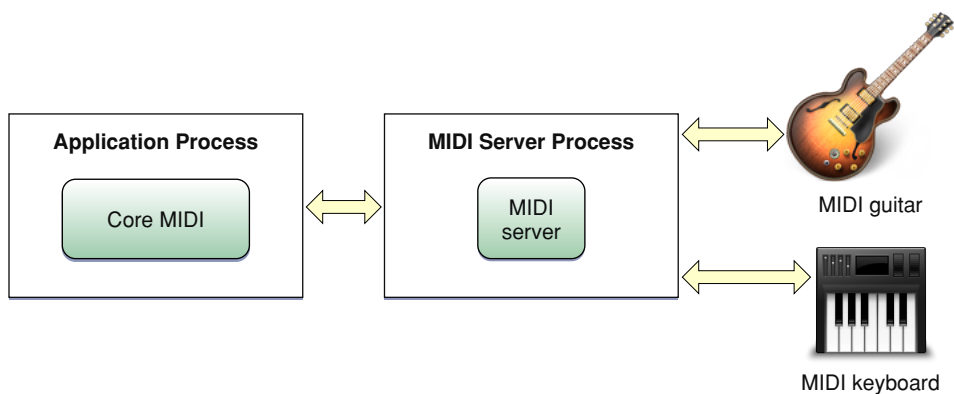 Application Process
Core MIDI
MIDI Server Process
MIDI
server
MIDI guitar
MIDI keyboard